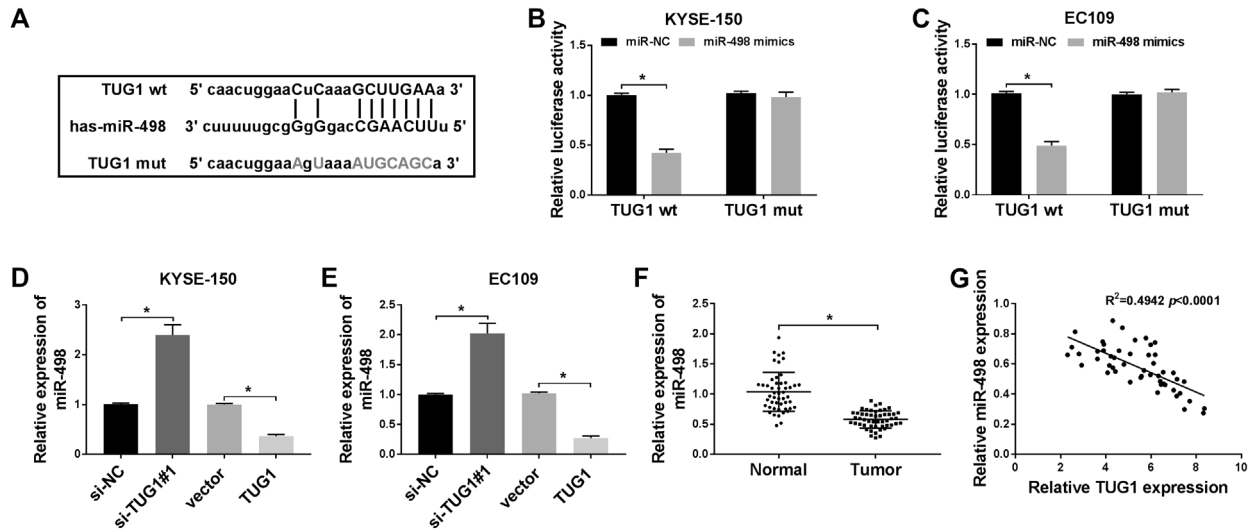 A
TUG1 wt 5' caacuggaaCuCaaaGCUUGAAa 3'
has-miR-498 3' cuuuuugcgGgGgacCGAACUUu 5'
TUG1 mut 5' caacuggaaAgUaaaAUGCAGCa 3'
B
KYSE-150
miR-NC miR-498 mimics
Relative luciferase activity
1.5
1.0
0.5
0.0
*
TUG1 wt TUG1 mut
C
EC109
miR-NC miR-498 mimics
Relative luciferase activity
1.5
1.0
0.5
0.0
*
TUG1 wt TUG1 mut
D
KYSE-150
Relative expression of
miR-498
3
2
1
0
*
*
si-NC
si-TUG1#1
vector
TUG1
E
EC109
Relative expression of
miR-498
2.5
2.0
1.5
1.0
0.5
0.0
*
*
si-NC
si-TUG1#1
vector
TUG1
F
Relative expression of
miR-498
2.5
2.0
1.5
1.0
0.5
0.0
*
Normal Tumor
G
R²=0.4942 p<0.0001
Relative miR-498 expression
1.0
0.8
0.6
0.4
0.2
0.0
0 2 4 6 8 10
Relative TUG1 expression